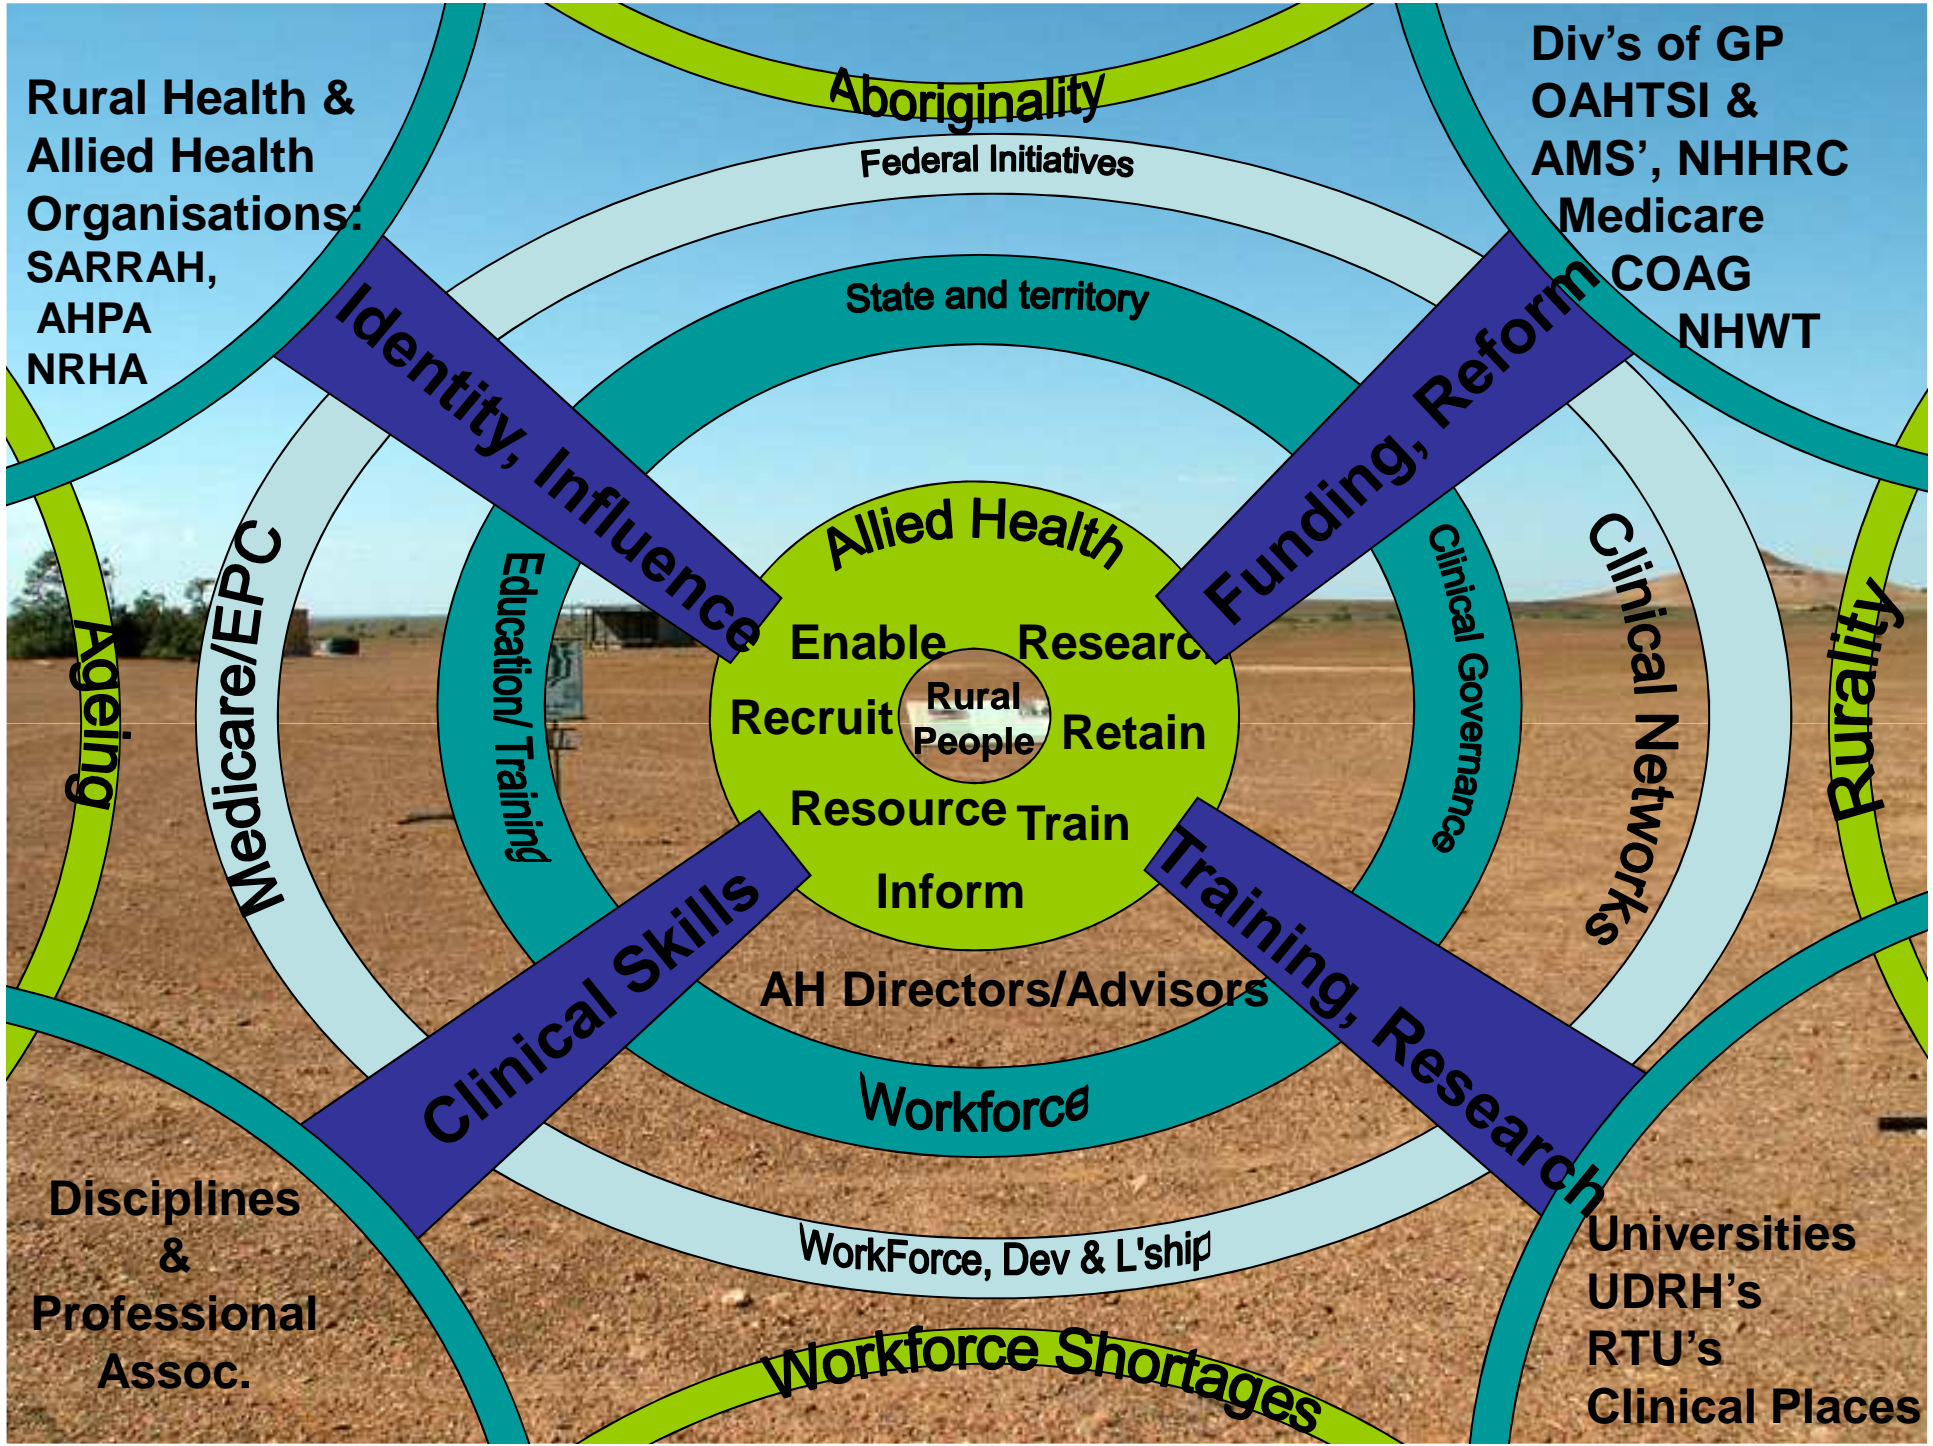 Rural Health &
Allied Health
Organisations:
SARRAH,
AHPA
NRHA
Div's of GP
OAHTSI &
AMS', NHHRC
Medicare
COAG
NHWT
Aboriginality
Federal Initiatives
State and territory
Identity, Influence
Funding, Reform
Ageing
Medicare/EPC
Education/ Training
Allied Health
Enable
Research
Recruit
Rural
People
Retain
Resource
Train
Inform
Clinical Governance
Clinical Networks
Rurality
AH Directors/Advisors
Clinical Skills
Training, Research
Workforce
WorkForce, Dev & L'ship
Workforce Shortages
Disciplines
&
Professional
Assoc.
Universities
UDRH's
RTU's
Clinical Places